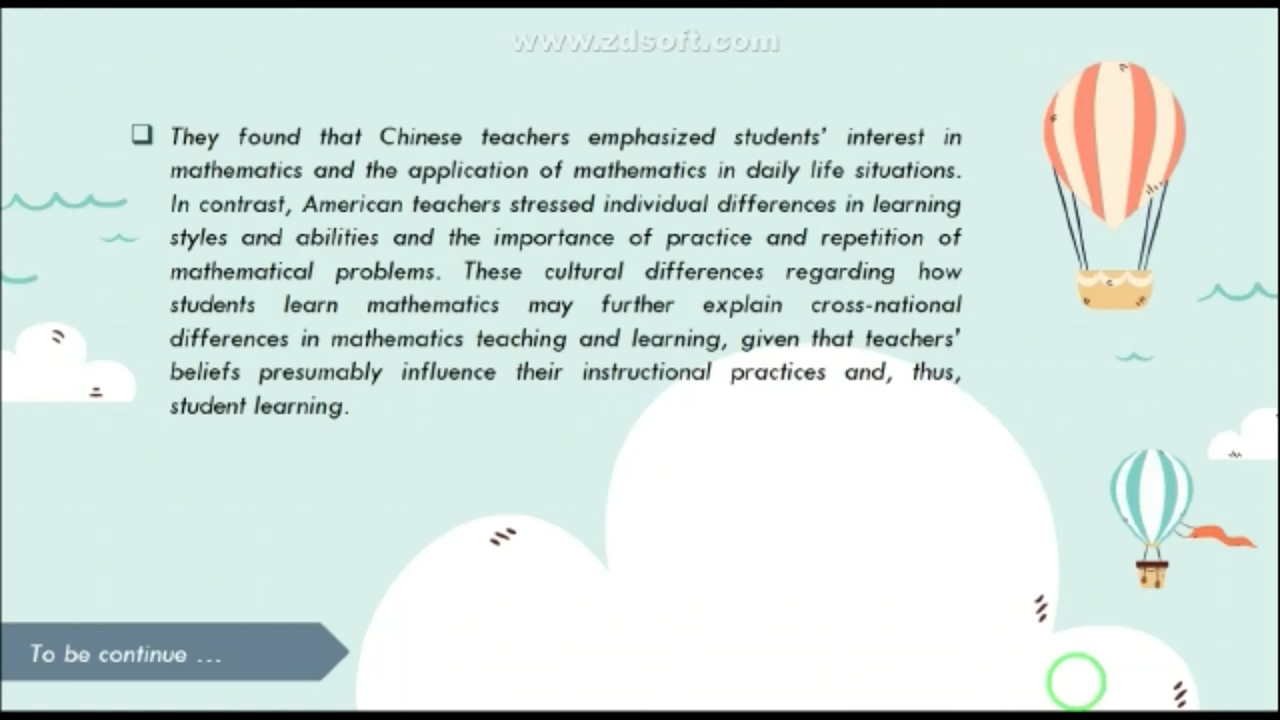 www.zdsoft.com
They found that Chinese teachers emphasized students' interest in
mathematics and the application of mathematics in daily life situations.
In contrast, American teachers stressed individual differences in learning
styles and abilities and the importance of practice and repetition of
mathematical problems. These cultural differences regarding how
students learn mathematics may further explain cross-national
differences in mathematics teaching and learning, given that teachers'
beliefs presumably influence their instructional practices and, thus,
student learning.
To be continue ...